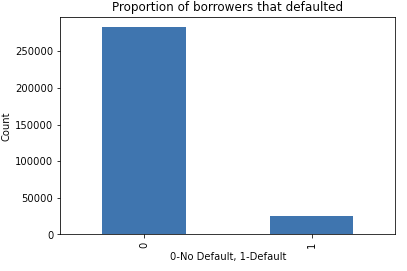 Proportion of borrowers that defaulted
250000
200000
150000
100000
50000
0
Count
0
1
0-No Default, 1-Default